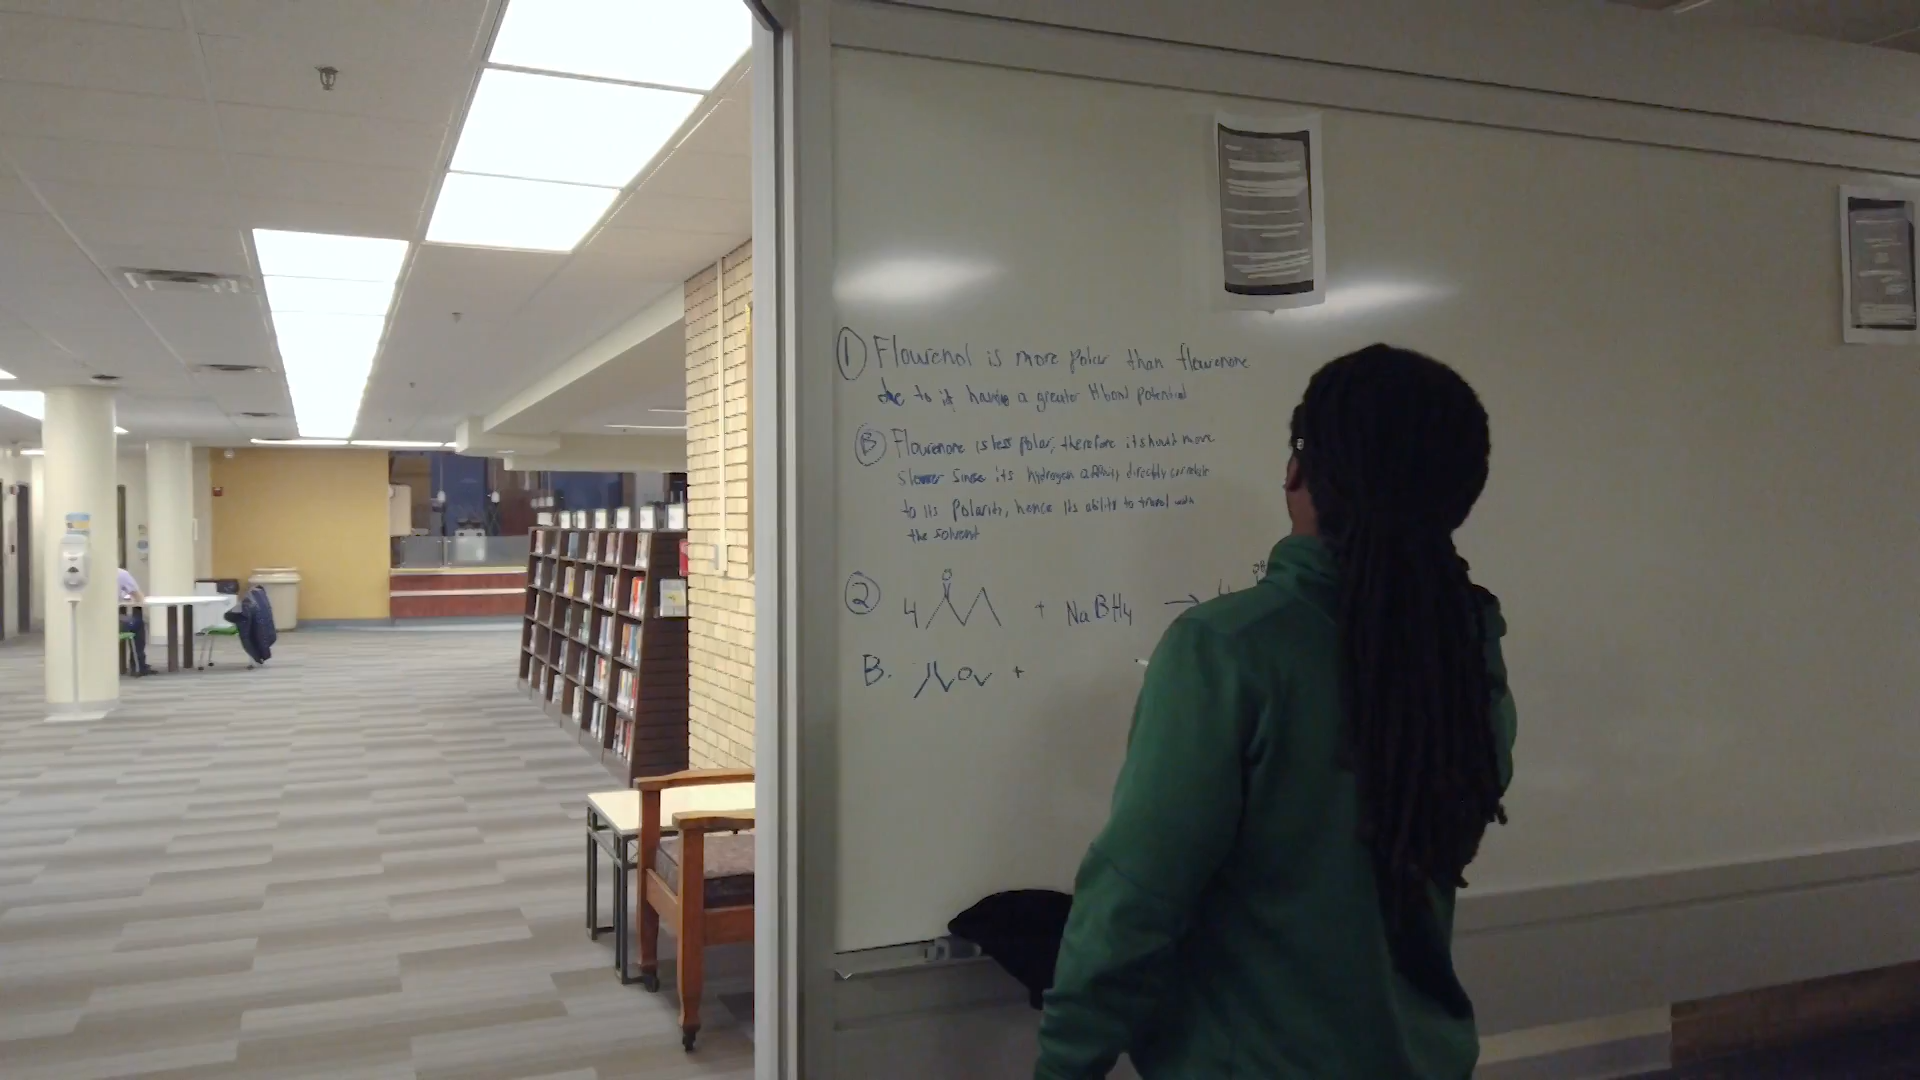 ① Flourenol is more polar than flourenone
due to it having a greater H bond potential
Ⓑ Flourenone is less polar, therefore it should move
slower since its hydrogen directly correlate
to its Polarity, hence its ability to travel with
the solvent
② 4 O + NaBH4 → OH
B. O +